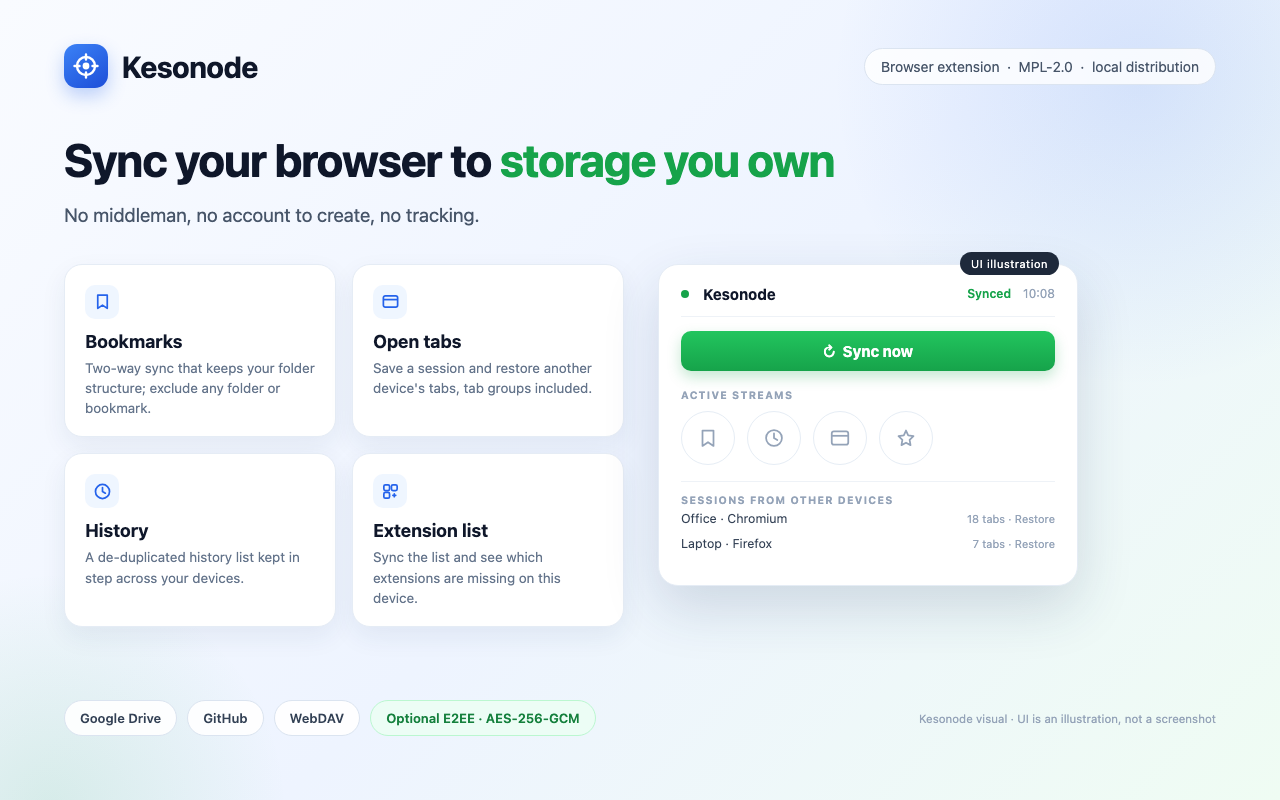 Kesonode
Browser extension · MPL-2.0 · local distribution
Sync your browser to storage you own
No middleman, no account to create, no tracking.
Bookmarks
Two-way sync that keeps your folder
structure; exclude any folder or
bookmark.
Open tabs
Save a session and restore another
device's tabs, tab groups included.
History
A de-duplicated history list kept in
step across your devices.
Extension list
Sync the list and see which
extensions are missing on this
device.
UI illustration
Kesonode
Synced 10:08
↻ Sync now
ACTIVE STREAMS
SESSIONS FROM OTHER DEVICES
Office · Chromium 18 tabs · Restore
Laptop · Firefox 7 tabs · Restore
Google Drive
GitHub
WebDAV
Optional E2EE · AES-256-GCM
Kesonode visual · UI is an illustration, not a screenshot